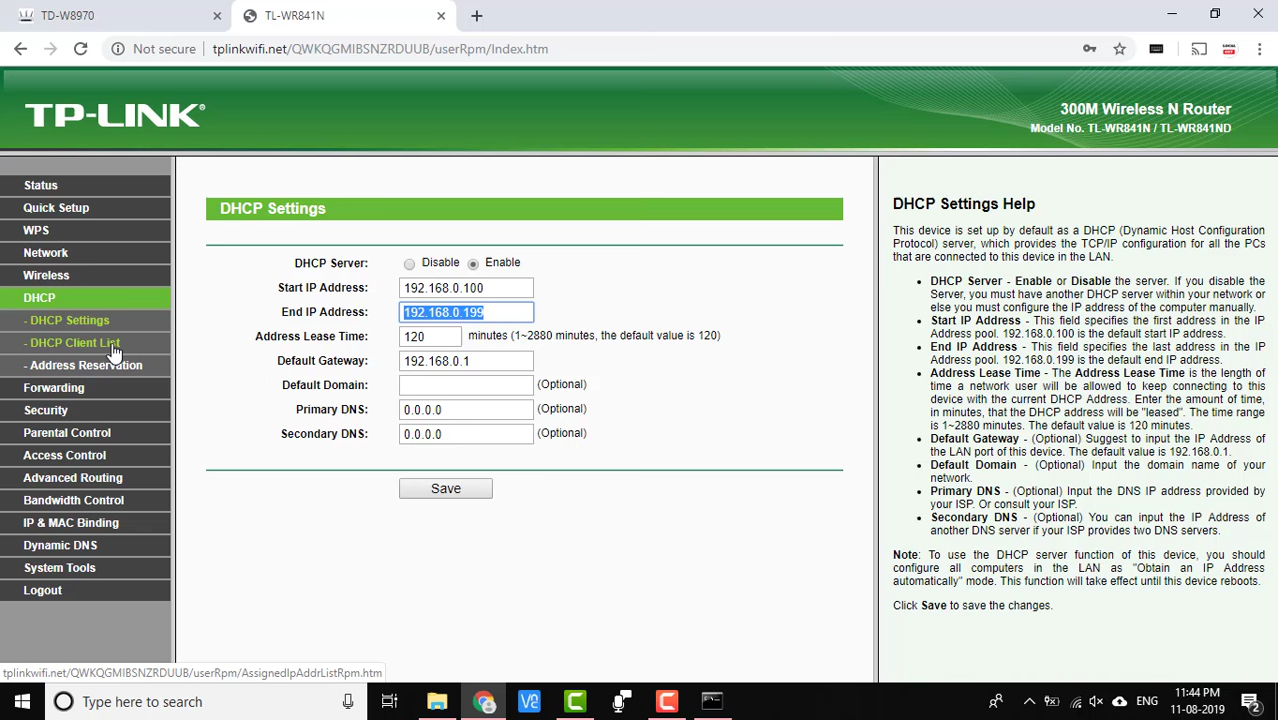 TD-W8970
TL-WR841N
Not secure
tplinkwifi.net/QWKQGMIBSNZRDUUB/userRpm/Index.htm
TP-LINK®
300M Wireless N Router
Model No. TL-WR841N / TL-WR841ND
Status
Quick Setup
WPS
Network
Wireless
DHCP
- DHCP Settings
- DHCP Client List
- Address Reservation
Forwarding
Security
Parental Control
Access Control
Advanced Routing
Bandwidth Control
IP & MAC Binding
Dynamic DNS
System Tools
Logout
DHCP Settings
DHCP Server: Disable Enable
Start IP Address: 192.168.0.100
End IP Address: 192.168.0.199
Address Lease Time: 120 minutes (1~2880 minutes, the default value is 120)
Default Gateway: 192.168.0.1
Default Domain: (Optional)
Primary DNS: 0.0.0.0 (Optional)
Secondary DNS: 0.0.0.0 (Optional)
Save
DHCP Settings Help
This device is set up by default as a DHCP (Dynamic Host Configuration
Protocol) server, which provides the TCP/IP configuration for all the PCs
that are connected to this device in the LAN.
• DHCP Server - Enable or Disable the server. If you disable the
Server, you must have another DHCP server within your network or
else you must configure the IP address of the computer manually.
• Start IP Address - This field specifies the first address in the IP
Address pool. 192.168.0.100 is the default start IP address.
• End IP Address - This field specifies the last address in the IP
Address pool. 192.168.0.199 is the default end IP address.
• Address Lease Time - The Address Lease Time is the length of
time a network user will be allowed to keep connecting to this
device with the current DHCP Address. Enter the amount of time,
in minutes, that the DHCP address will be "leased". The time range
is 1~2880 minutes. The default value is 120 minutes.
• Default Gateway - (Optional) Suggest to input the IP Address of
the LAN port of this device. The default value is 192.168.0.1.
• Default Domain - (Optional) Input the domain name of your
network.
• Primary DNS - (Optional) Input the DNS IP address provided by
your ISP. Or consult your ISP.
• Secondary DNS - (Optional) You can input the IP Address of
another DNS server if your ISP provides two DNS servers.
Note: To use the DHCP server function of this device, you should
configure all computers in the LAN as "Obtain an IP Address
automatically" mode. This function will take effect until this device reboots.
Click Save to save the changes.
tplinkwifi.net/QWKQGMIBSNZRDUUB/userRpm/AssignedIpAddrListRpm.htm
Type here to search
ENG
11:44 PM
11-08-2019
2